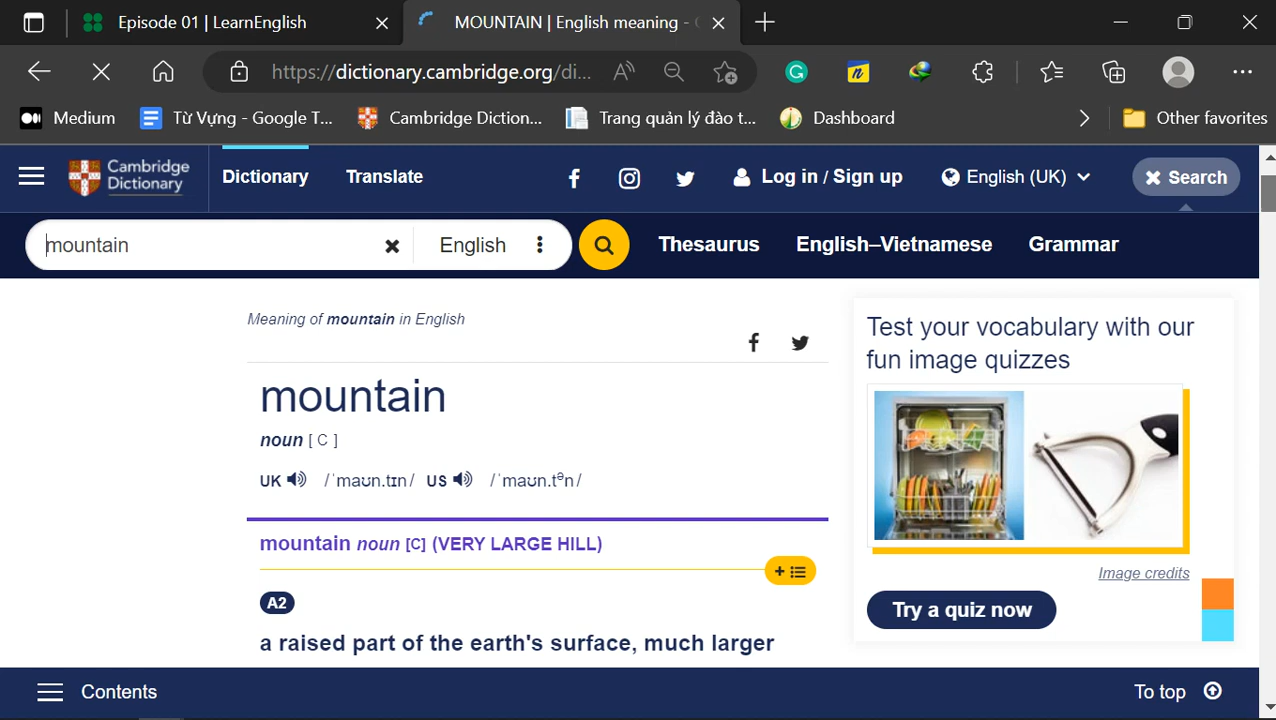 Episode 01 | LearnEnglish
MOUNTAIN | English meaning -
https://dictionary.cambridge.org/di...
Medium
Từ Vựng - Google T...
Cambridge Diction...
Trang quản lý đào t...
Dashboard
Other favorites
Cambridge Dictionary
Dictionary
Translate
Log in / Sign up
English (UK)
Search
mountain
English
Thesaurus
English–Vietnamese
Grammar
Meaning of mountain in English
mountain
noun [ C ]
UK /ˈmaʊn.tɪn/ US /ˈmaʊn.tᵊn/
mountain noun [C] (VERY LARGE HILL)
A2
a raised part of the earth's surface, much larger
Test your vocabulary with our
fun image quizzes
Image credits
Try a quiz now
Contents
To top